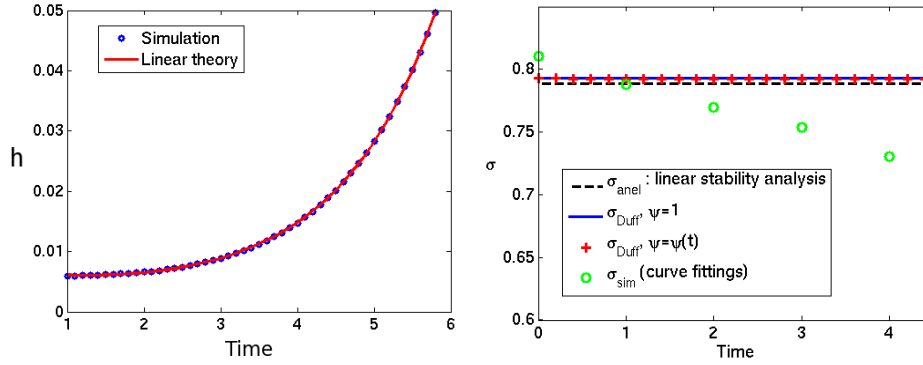 0.05
0.04
0.03
0.02
0.01
0
h
Simulation
Linear theory
1 2 3 4 5 6
Time
0.8
0.75
0.7
0.65
0.6
σ
σanel : linear stability analysis
σDuff, ψ=1
σDuff, ψ=ψ(t)
σsim (curve fittings)
0 1 2 3 4
Time